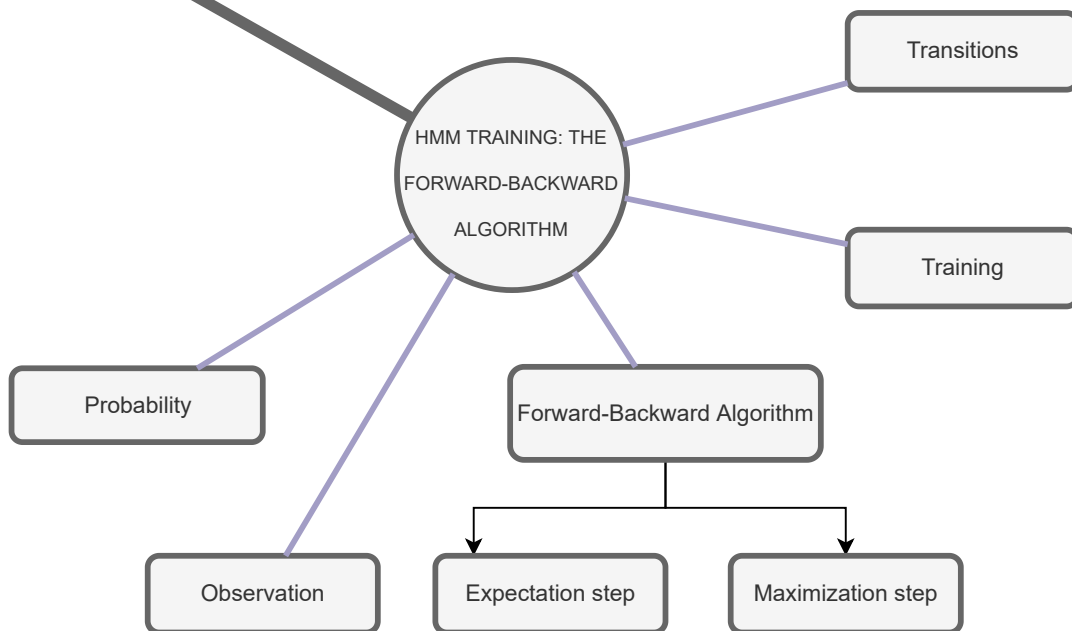 Transitions
HMM TRAINING: THE
FORWARD-BACKWARD
ALGORITHM
Training
Probability
Forward-Backward Algorithm
Observation
Expectation step
Maximization step